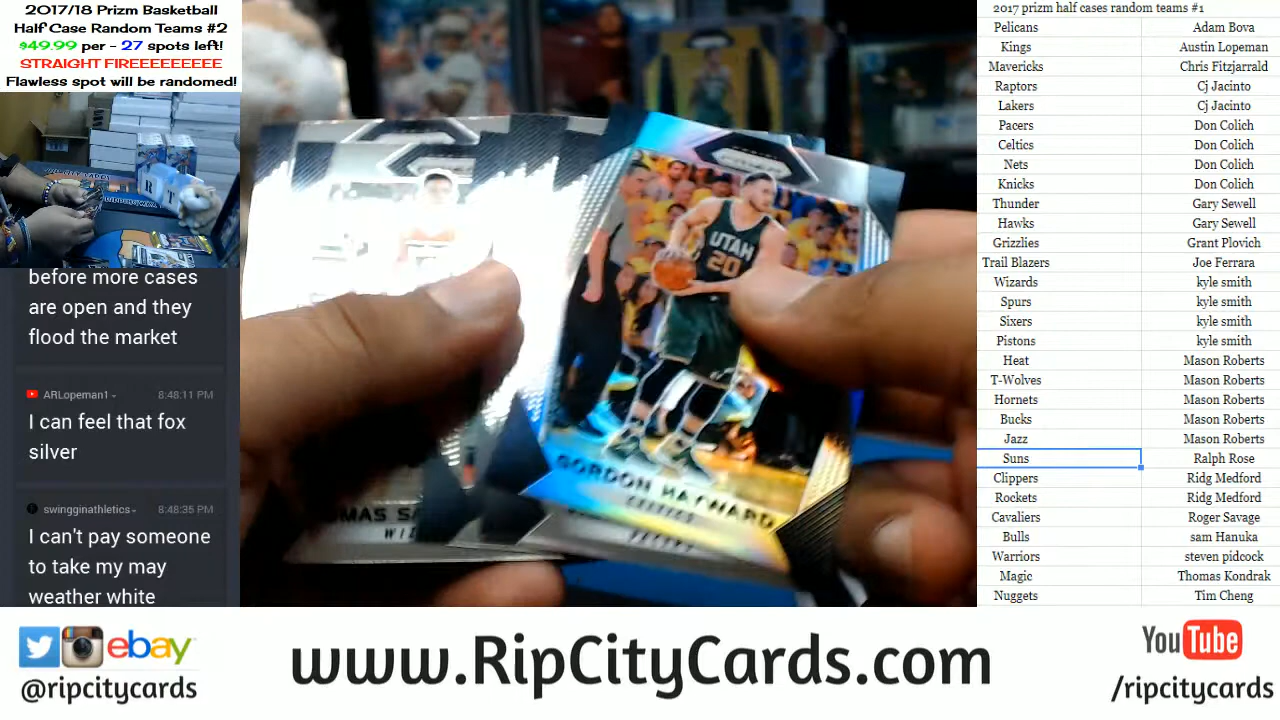 2017/18 Prizm Basketball
Half Case Random Teams #2
$49.99 per - 27 spots left!
STRAIGHT FIREEEEEEEEE
Flawless spot will be randomed!
before more cases
are open and they
flood the market
ARLopeman1
8:48:11 PM
I can feel that fox
silver
swingginathletics
8:48:35 PM
I can't pay someone
to take my may
weather white
UTAH
20
GORDON HAYWARD
CELTICS
2017 prizm half cases random teams #1
Pelicans Adam Bova
Kings Austin Lopeman
Mavericks Chris Fitzjarrald
Raptors Cj Jacinto
Lakers Cj Jacinto
Pacers Don Colich
Celtics Don Colich
Nets Don Colich
Knicks Don Colich
Thunder Gary Sewell
Hawks Gary Sewell
Grizzlies Grant Plovich
Trail Blazers Joe Ferrara
Wizards kyle smith
Spurs kyle smith
Sixers kyle smith
Pistons kyle smith
Heat Mason Roberts
T-Wolves Mason Roberts
Hornets Mason Roberts
Bucks Mason Roberts
Jazz Mason Roberts
Suns Ralph Rose
Clippers Ridg Medford
Rockets Ridg Medford
Cavaliers Roger Savage
Bulls sam Hanuka
Warriors steven pidcock
Magic Thomas Kondrak
Nuggets Tim Cheng
ebay
@ripcitycards
www.RipCityCards.com
YouTube
/ripcitycards